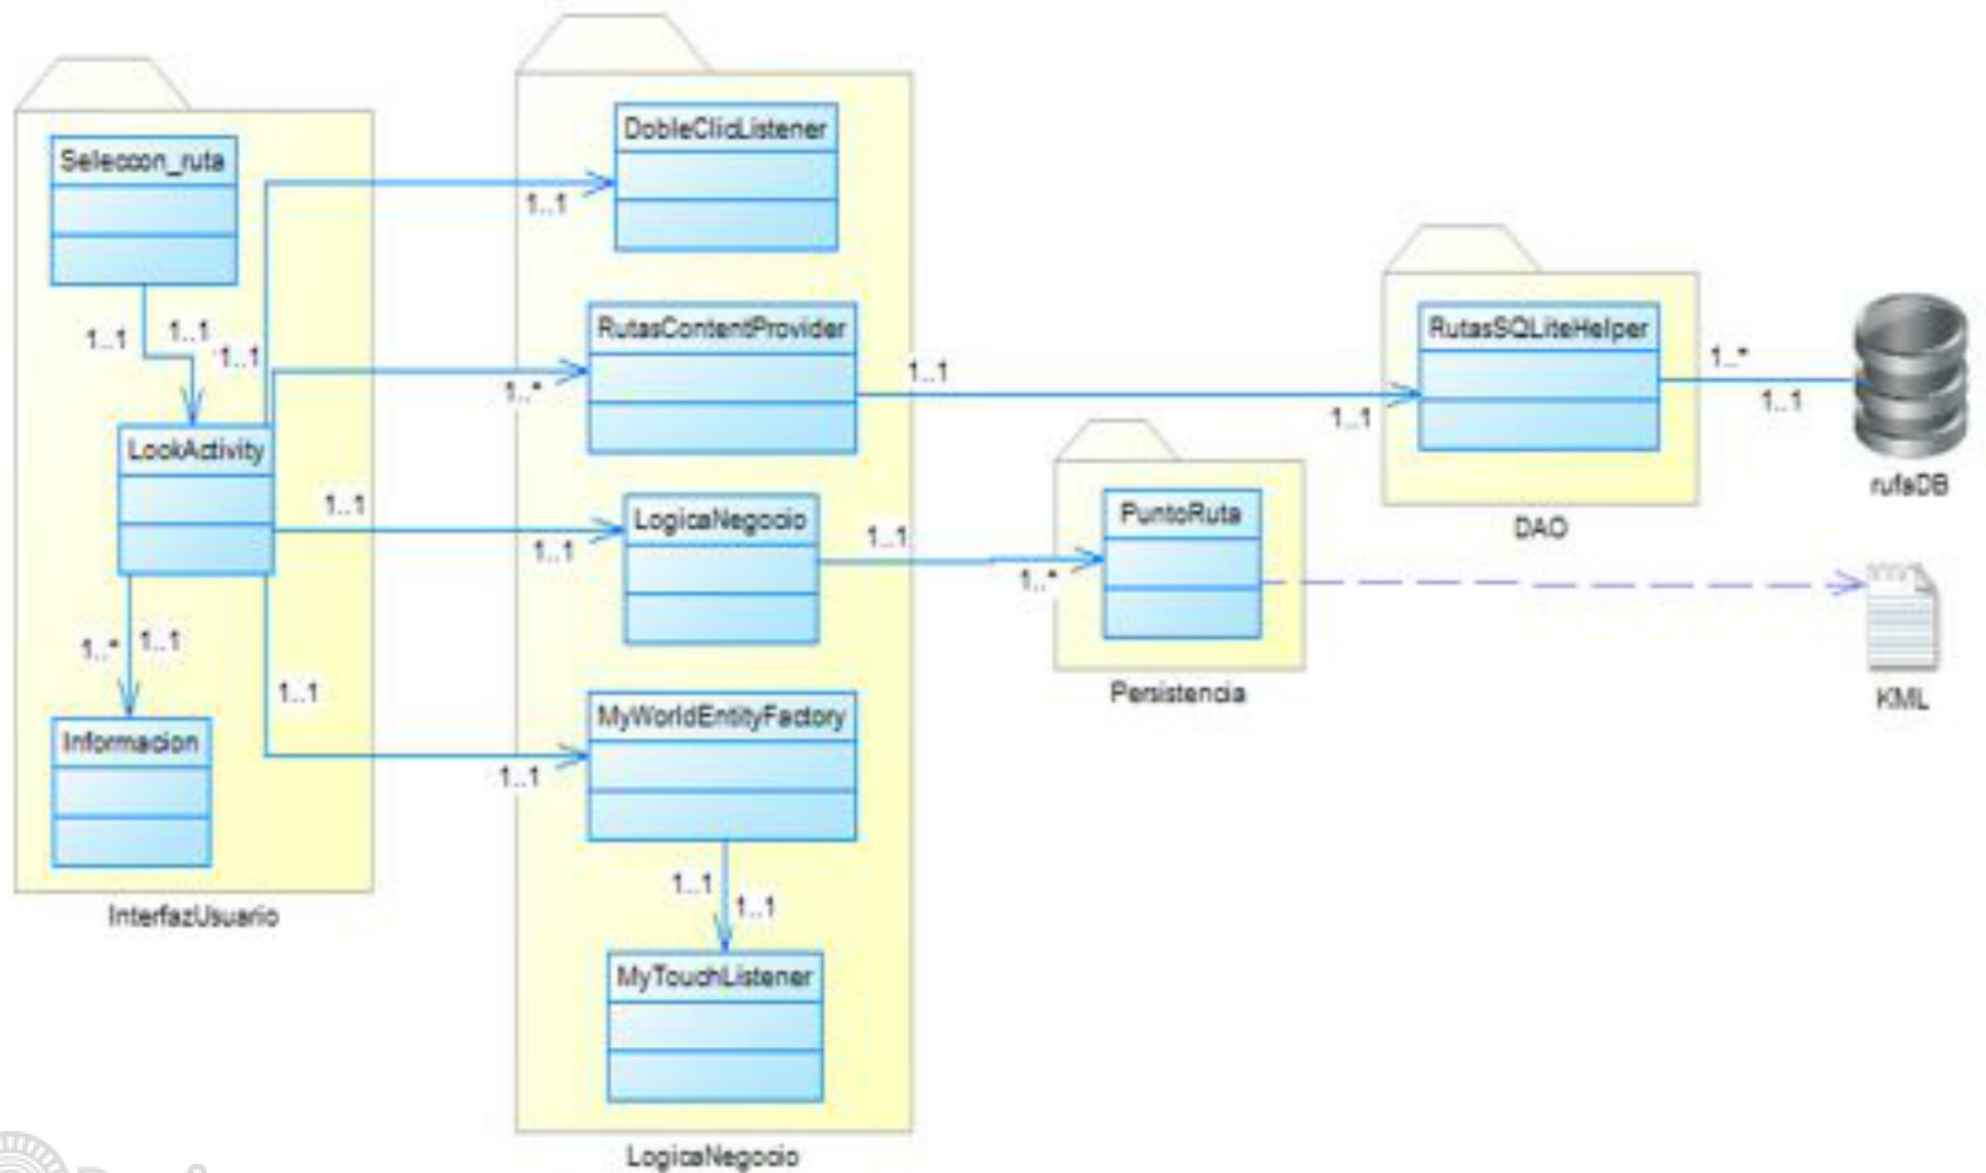 Seleccon_ruta
1..1
1..1
1..1
LookActivity
1..1
1..*
1..1
1..1
Informacion
InterfazUsuario
DobleClicListener
1..1
RutasContentProvider
1..*
1..1
LogicaNegocio
1..1
1..1
MyWorldEntityFactory
1..1
1..1
1..1
MyTouchListener
LogicaNegocio
PuntoRuta
1..*
Persistencia
RutasSQLiteHelper
1..1
1..*
1..1
DAO
rutaDB
KML